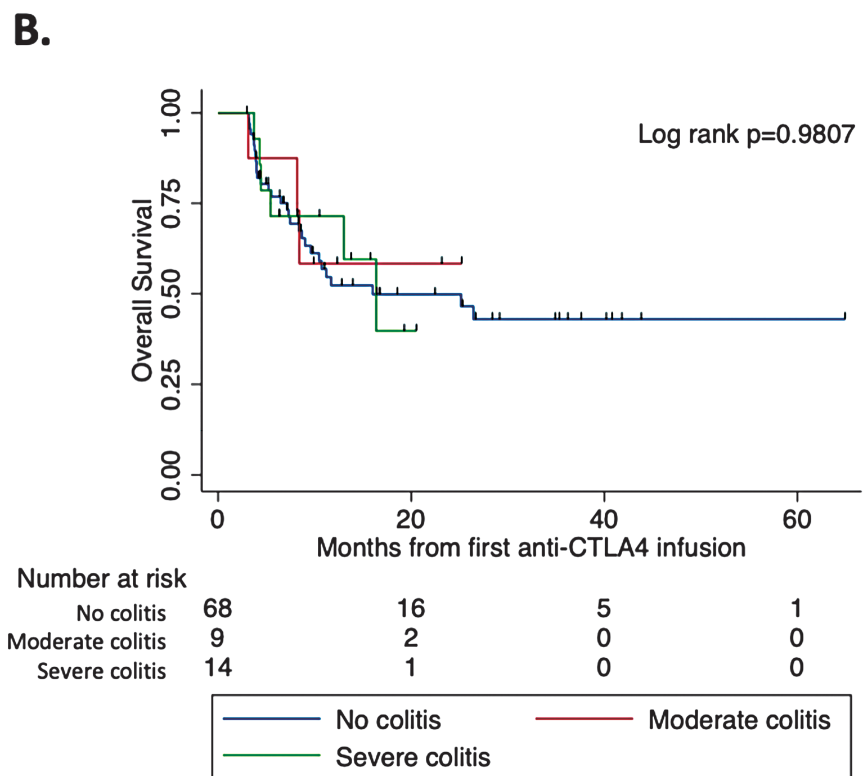 B.
Log rank p=0.9807
Overall Survival
1.00
0.75
0.50
0.25
0.00
0 20 40 60
Months from first anti-CTLA4 infusion
Number at risk
No colitis 68 16 5 1
Moderate colitis 9 2 0 0
Severe colitis 14 1 0 0
No colitis Moderate colitis
Severe colitis